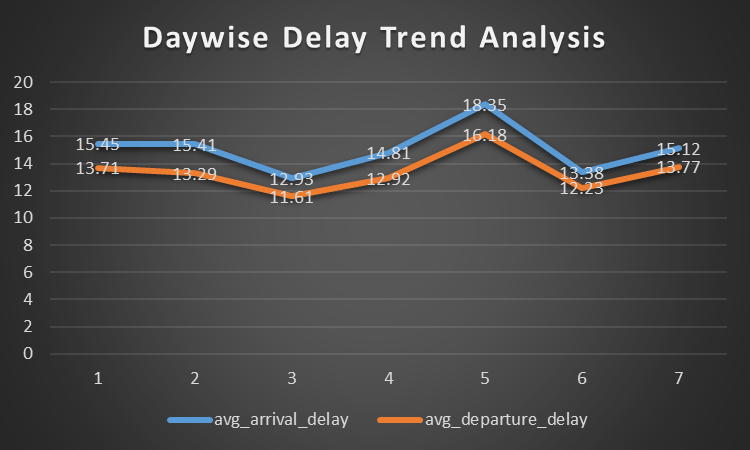 Daywise Delay Trend Analysis
20
18
16
14
12
10
8
6
4
2
0
15.45 15.41 12.93 14.81 18.35 13.38 15.12
13.71 13.29 11.61 12.92 16.18 12.23 13.77
1 2 3 4 5 6 7
avg_arrival_delay avg_departure_delay